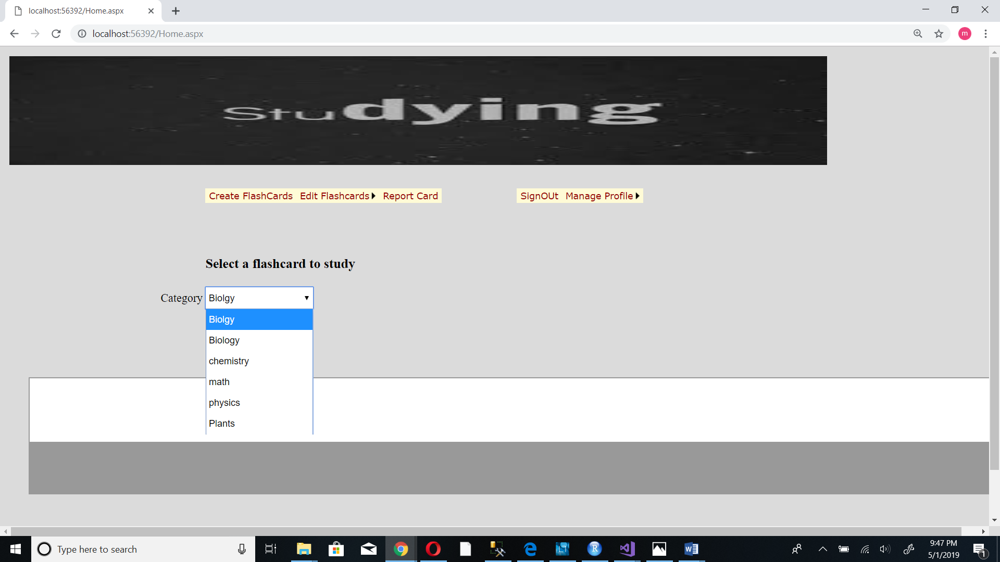 localhost:56392/Home.aspx
localhost:56392/Home.aspx
m
Studying
Create FlashCards Edit Flashcards Report Card
SignOUt Manage Profile
Select a flashcard to study
Category Biolgy
Biolgy
Biology
chemistry
math
physics
Plants
Type here to search
9:47 PM
5/1/2019
1